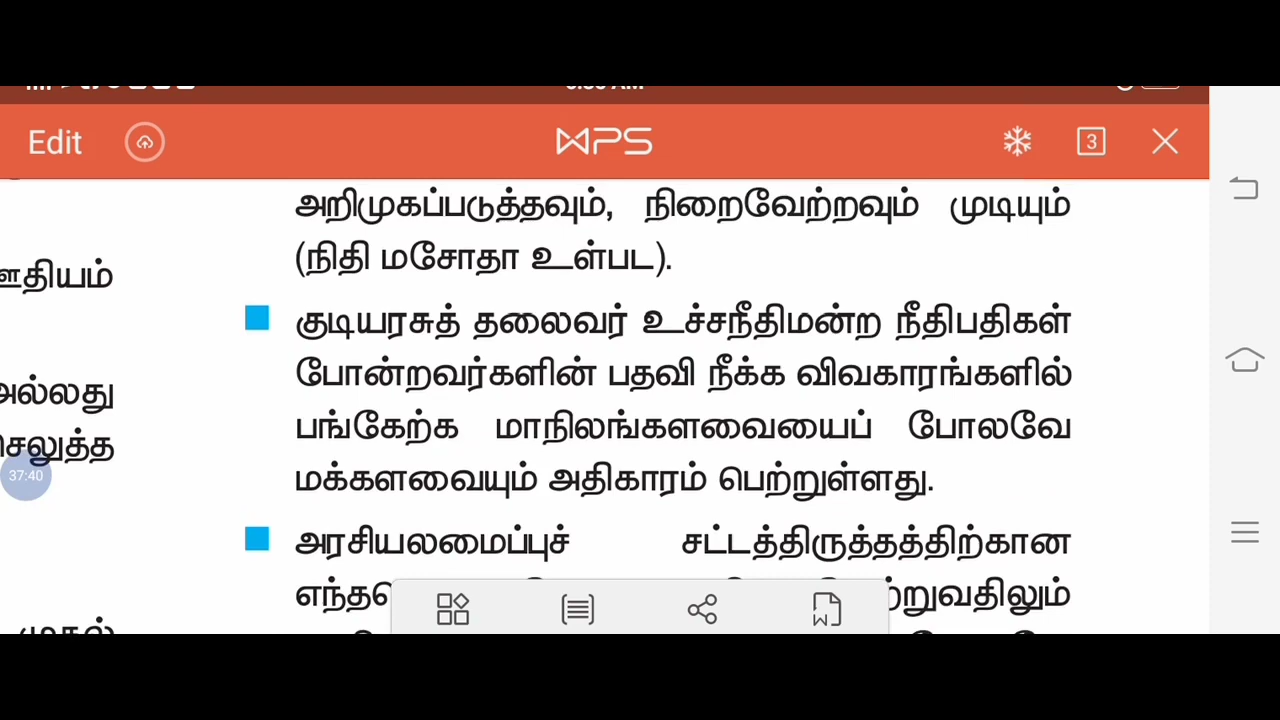 Edit
WPS
3
அறிமுகப்படுத்தவும், நிறைவேற்றவும் முடியும்
(நிதி மசோதா உள்பட).
ஊதியம்
குடியரசுத் தலைவர் உச்சநீதிமன்ற நீதிபதிகள்
போன்றவர்களின் பதவி நீக்க விவகாரங்களில்
அல்லது
பங்கேற்க மாநிலங்களவையைப் போலவே
செலுத்த
மக்களவையும் அதிகாரம் பெற்றுள்ளது.
37:40
அரசியலமைப்புச் சட்டத்திருத்தத்திற்கான